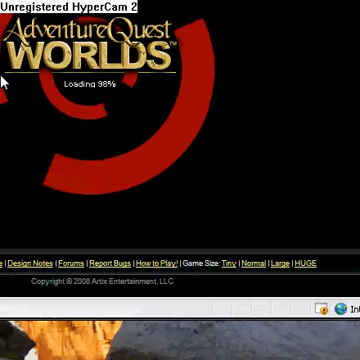 Unregistered HyperCam 2
AdventureQuest
WORLDS™
Loading 98%
| Design Notes | Forums | Report Bugs | How to Play! | Game Size: Tiny | Normal | Large | HUGE
Copyright © 2008 Artix Entertainment, LLC